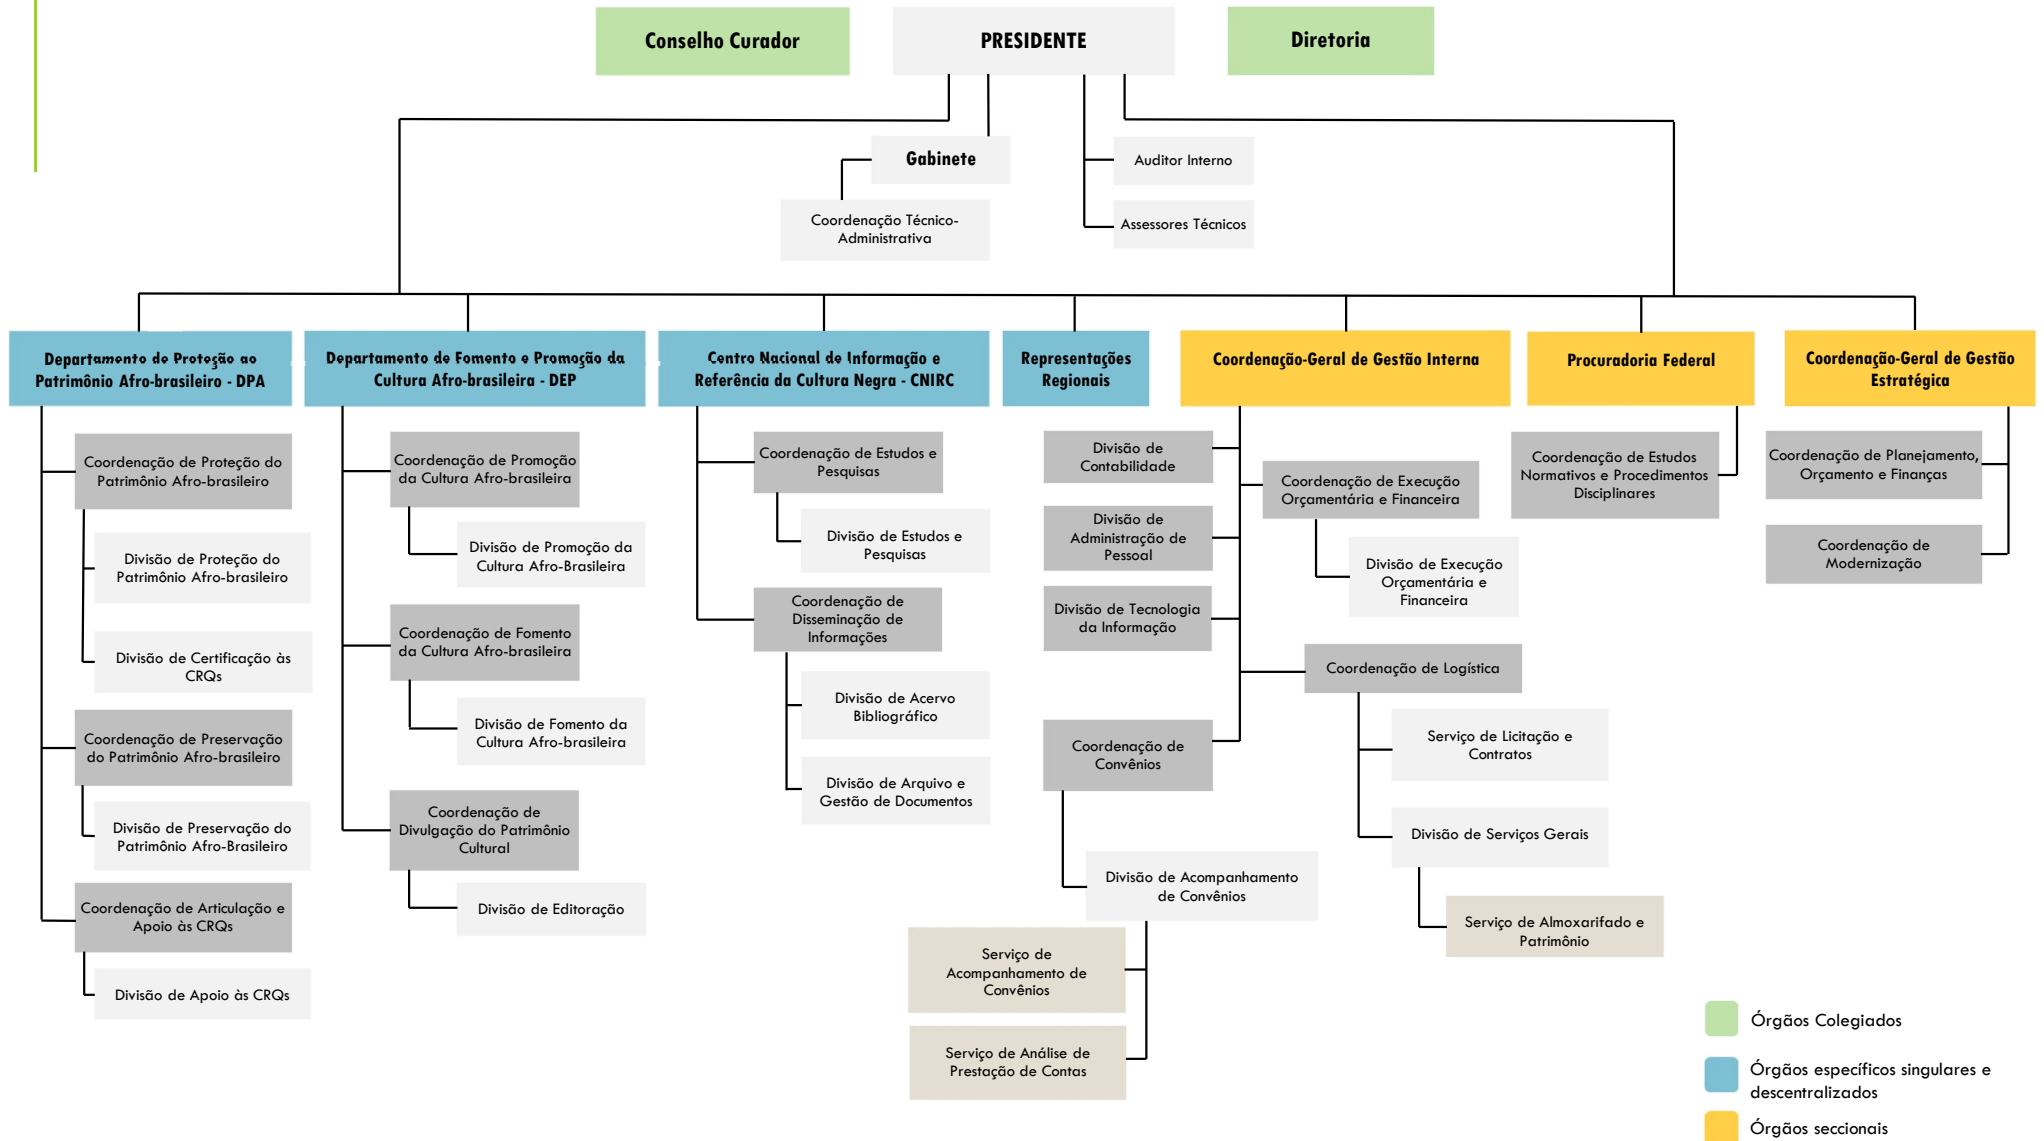 Conselho Curador
PRESIDENTE
Diretoria
Gabinete
Auditor Interno
Coordenação Técnico-
Administrativa
Assessores Técnicos
Departamento de Proteção ao
Patrimônio Afro-brasileiro - DPA
Departamento de Fomento e Promoção da
Cultura Afro-brasileira - DEP
Centro Nacional de Informação e
Referência da Cultura Negra - CNIRC
Representações
Regionais
Coordenação-Geral de Gestão Interna
Procuradoria Federal
Coordenação-Geral de Gestão
Estratégica
Coordenação de Proteção do
Patrimônio Afro-brasileiro
Divisão de Proteção do
Patrimônio Afro-brasileiro
Divisão de Certificação às
CRQs
Coordenação de Preservação
do Patrimônio Afro-brasileiro
Divisão de Preservação do
Patrimônio Afro-Brasileiro
Coordenação de Articulação e
Apoio às CRQs
Divisão de Apoio às CRQs
Coordenação de Promoção
da Cultura Afro-brasileira
Divisão de Promoção da
Cultura Afro-Brasileira
Coordenação de Fomento
da Cultura Afro-brasileira
Divisão de Fomento da
Cultura Afro-brasileira
Coordenação de
Divulgação do Patrimônio
Cultural
Divisão de Editoração
Coordenação de Estudos e
Pesquisas
Divisão de Estudos e
Pesquisas
Coordenação de
Disseminação de
Informações
Divisão de Acervo
Bibliográfico
Divisão de Arquivo e
Gestão de Documentos
Divisão de
Contabilidade
Divisão de
Administração de
Pessoal
Divisão de Tecnologia
da Informação
Coordenação de
Convênios
Divisão de Acompanhamento
de Convênios
Serviço de
Acompanhamento de
Convênios
Serviço de Análise de
Prestação de Contas
Coordenação de Execução
Orçamentária e Financeira
Divisão de Execução
Orçamentária e
Financeira
Coordenação de Logística
Serviço de Licitação e
Contratos
Divisão de Serviços Gerais
Serviço de Almoxarifado e
Patrimônio
Coordenação de Estudos
Normativos e Procedimentos
Disciplinares
Coordenação de Planejamento,
Orçamento e Finanças
Coordenação de
Modernização
Órgãos Colegiados
Órgãos específicos singulares e
descentralizados
Órgãos seccionais